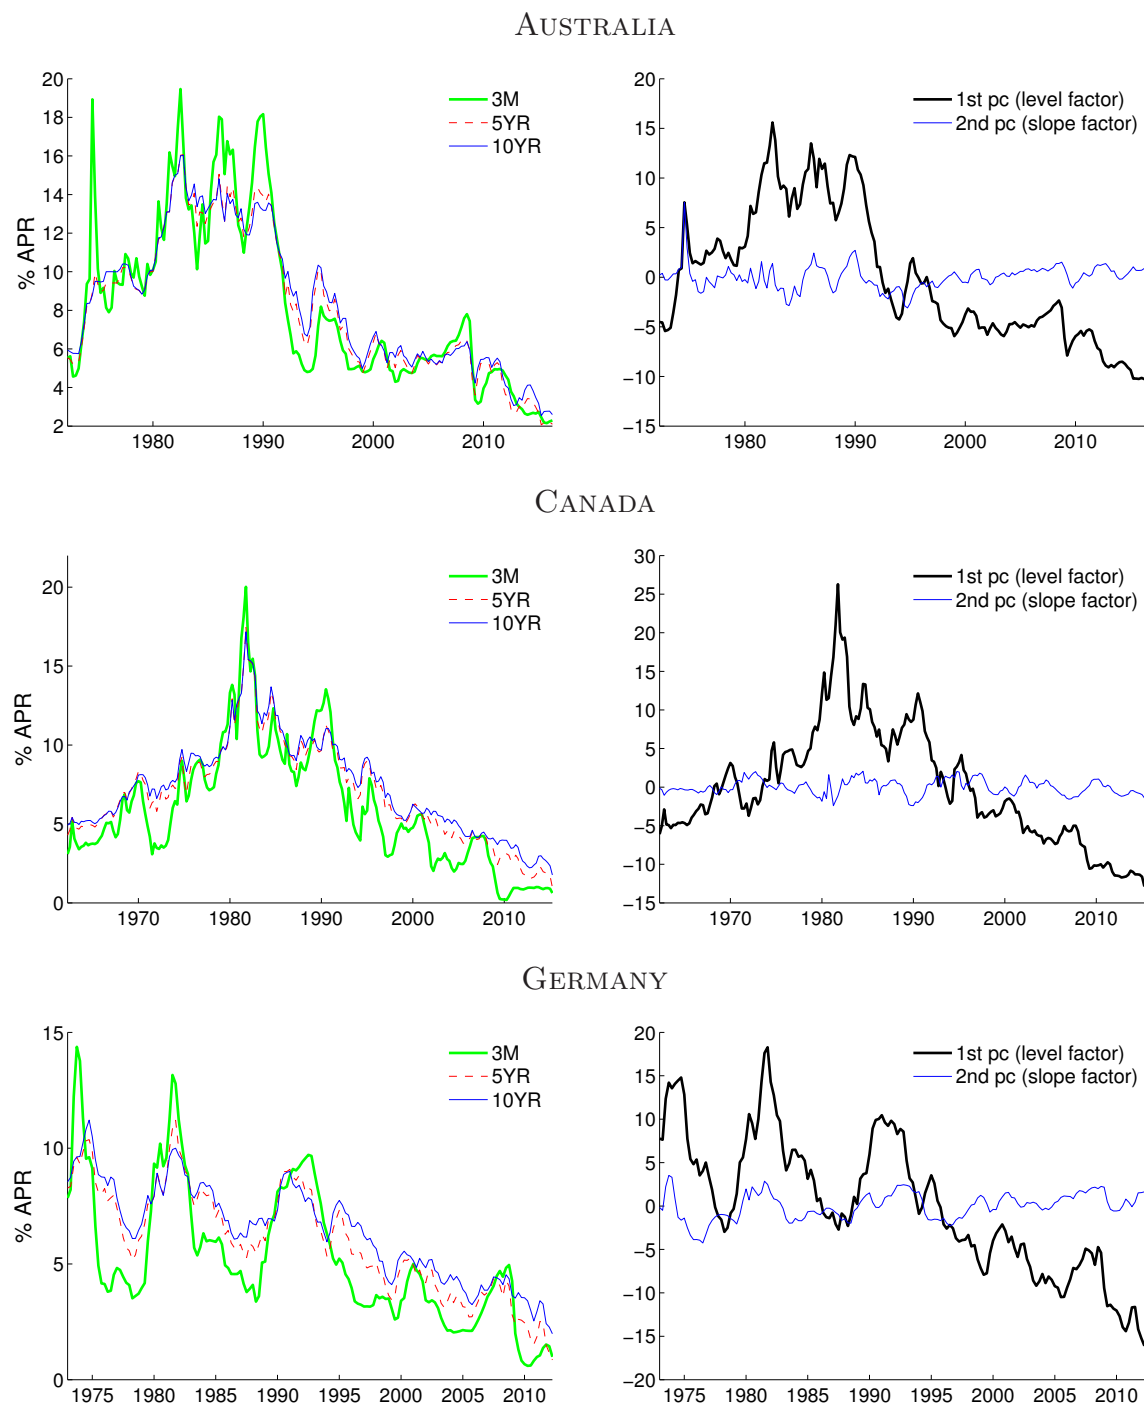 AUSTRALIA
% APR
20
18
16
14
12
10
8
6
4
2
1980 1990 2000 2010
3M
5YR
10YR
20
15
10
5
0
−5
−10
−15
1980 1990 2000 2010
1st pc (level factor)
2nd pc (slope factor)
CANADA
% APR
20
15
10
5
0
1970 1980 1990 2000 2010
3M
5YR
10YR
30
25
20
15
10
5
0
−5
−10
−15
1970 1980 1990 2000 2010
1st pc (level factor)
2nd pc (slope factor)
GERMANY
% APR
15
10
5
0
1975 1980 1985 1990 1995 2000 2005 2010
3M
5YR
10YR
20
15
10
5
0
−5
−10
−15
−20
1975 1980 1985 1990 1995 2000 2005 2010
1st pc (level factor)
2nd pc (slope factor)